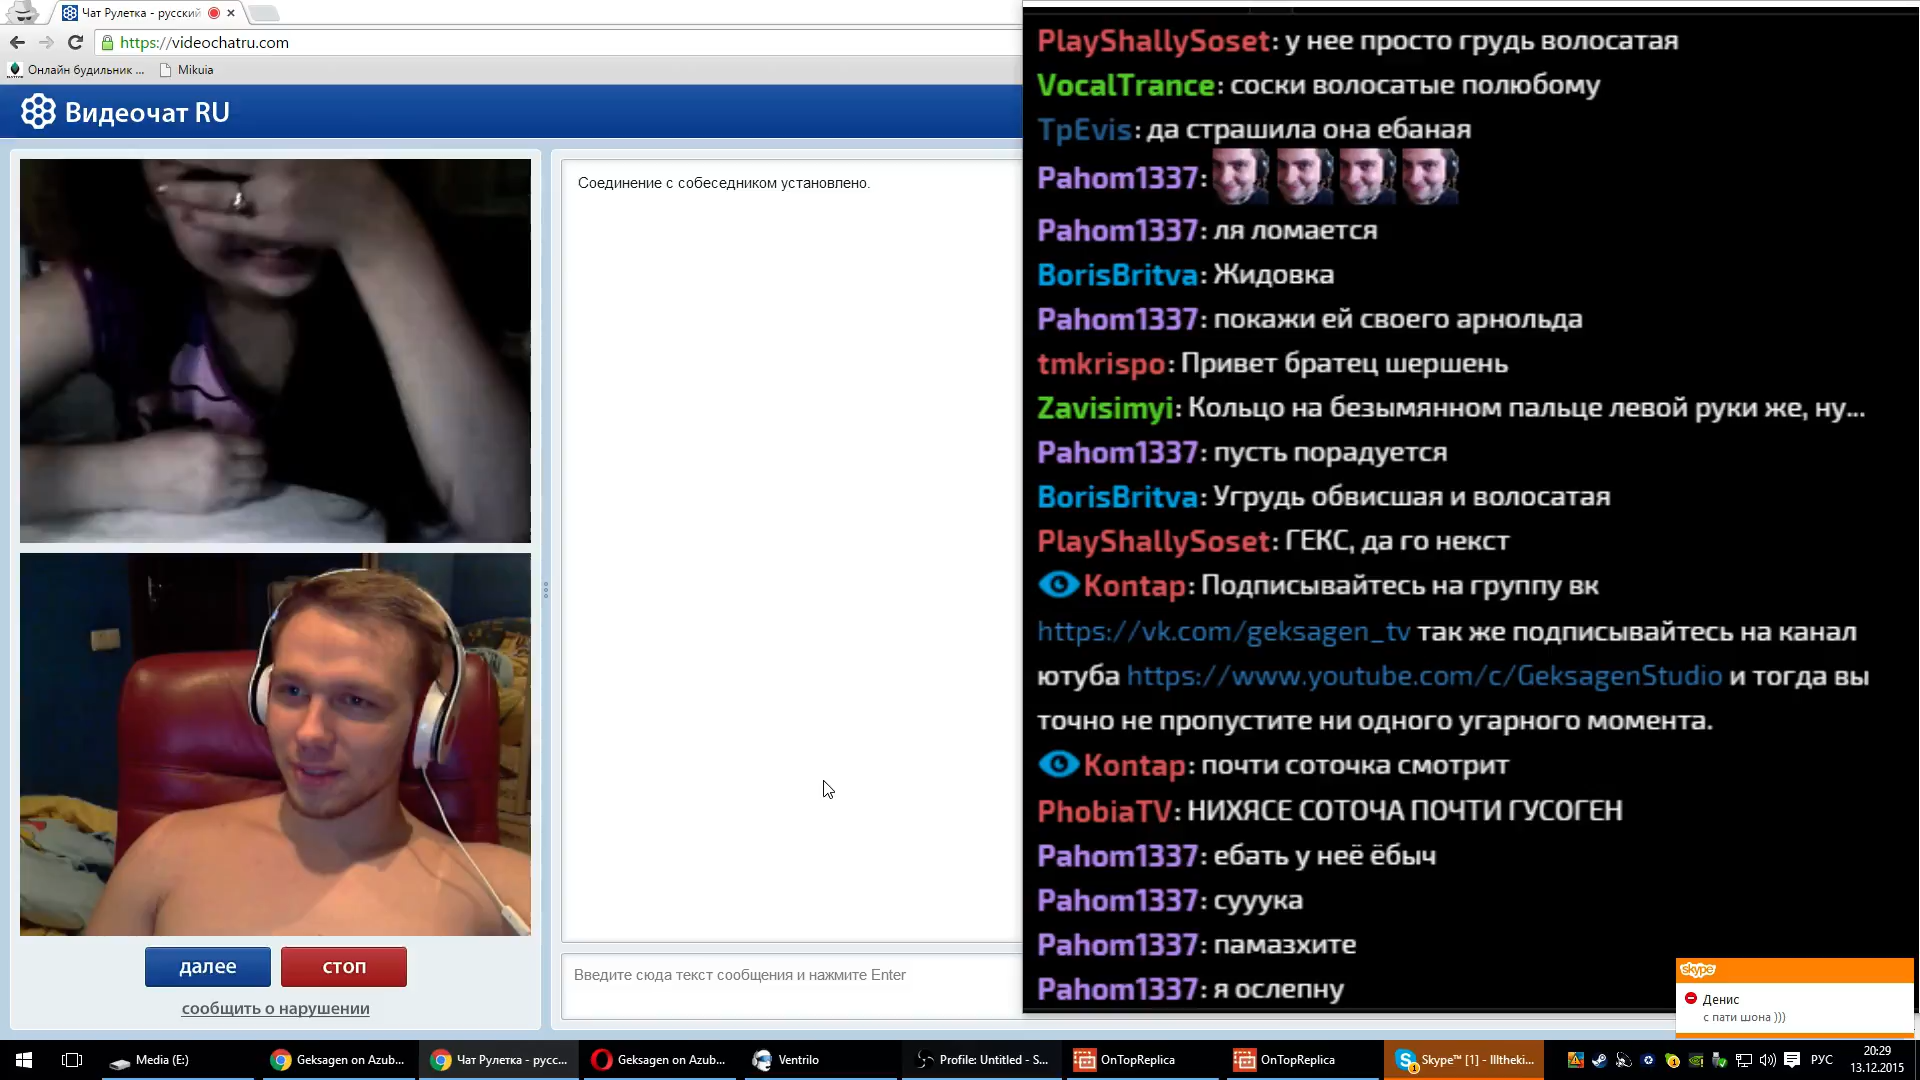 Чат Рулетка - русский
https://videochatru.com
Онлайн будильник ...
Mikuia
Видеочат RU
Соединение с собеседником установлено.
далее
стоп
сообщить о нарушении
Введите сюда текст сообщения и нажмите Enter
PlayShallySoset: у нее просто грудь волосатая
VocalTrance: соски волосатые полюбому
TpEvis: да страшила она ебаная
Pahom1337:
Pahom1337: ля ломается
BorisBritva: Жидовка
Pahom1337: покажи ей своего арнольда
tmkrispo: Привет братец шершень
Zavisimyi: Кольцо на безымянном пальце левой руки же, ну...
Pahom1337: пусть порадуется
BorisBritva: Угрудь обвисшая и волосатая
PlayShallySoset: ГЕКС, да го некст
Kontap: Подписывайтесь на группу вк
https://vk.com/geksagen_tv так же подписывайтесь на канал
ютуба https://www.youtube.com/c/GeksagenStudio и тогда вы
точно не пропустите ни одного угарного момента.
Kontap: почти соточка смотрит
PhobiaTV: НИХЯСЕ СОТОЧА ПОЧТИ ГУСОГЕН
Pahom1337: ебать у неё ёбыч
Pahom1337: сууука
Pahom1337: памазхите
Pahom1337: я ослепну
skype
Денис
с пати шона )))
Media (E:)
Geksagen on Azub...
Чат Рулетка - русс...
Geksagen on Azub...
Ventrilo
Profile: Untitled - S...
OnTopReplica
OnTopReplica
Skype™ [1] - Illtheki...
РУС
20:29
13.12.2015